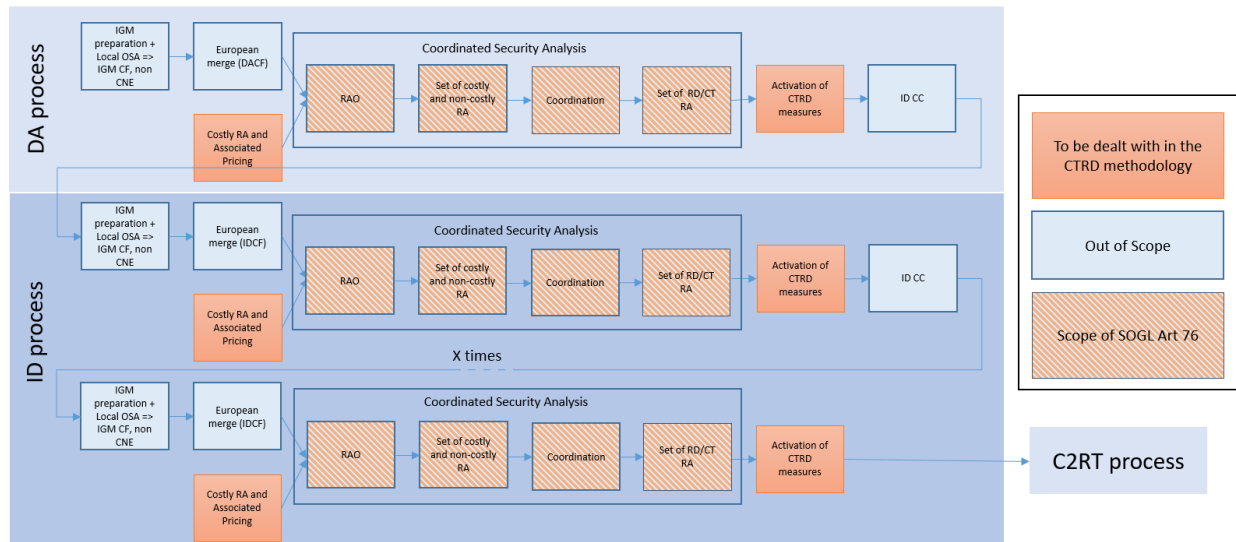 DA process
IGM
preparation +
Local OSA =>
IGM CF, non
CNE
European
merge (DACF)
Costly RA and
Associated
Pricing
Coordinated Security Analysis
RAO
Set of costly
and non-costly
RA
Coordination
Set of RD/CT
RA
Activation of
CTRD
measures
ID CC
ID process
IGM
preparation +
Local OSA =>
IGM CF, non
CNE
European
merge (IDCF)
Costly RA and
Associated
Pricing
Coordinated Security Analysis
RAO
Set of costly
and non-costly
RA
Coordination
Set of RD/CT
RA
Activation of
CTRD
measures
ID CC
X times
IGM
preparation +
Local OSA =>
IGM CF, non
CNE
European
merge (IDCF)
Costly RA and
Associated
Pricing
Coordinated Security Analysis
RAO
Set of costly
and non-costly
RA
Coordination
Set of RD/CT
RA
Activation of
CTRD
measures
To be dealt with in the
CTRD methodology
Out of Scope
Scope of SOGL Art 76
C2RT process